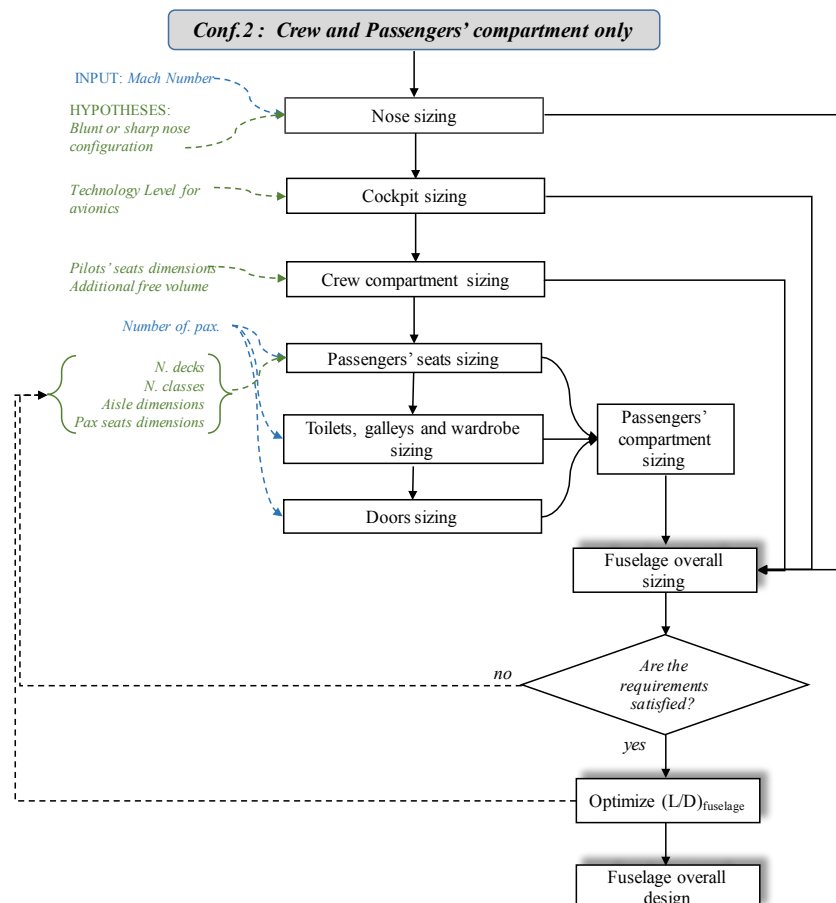 Conf.2 : Crew and Passengers' compartment only
INPUT: Mach Number
HYPOTHESES:
Blunt or sharp nose
configuration
Nose sizing
Technology Level for
avionics
Cockpit sizing
Pilots' seats dimensions
Additional free volume
Crew compartment sizing
Number of. pax.
N. decks
N. classes
Aisle dimensions
Pax seats dimensions
Passengers' seats sizing
Toilets, galleys and wardrobe
sizing
Doors sizing
Passengers'
compartment
sizing
Fuselage overall
sizing
Are the
requirements
satisfied?
no
yes
Optimize (L/D)fuselage
Fuselage overall
design